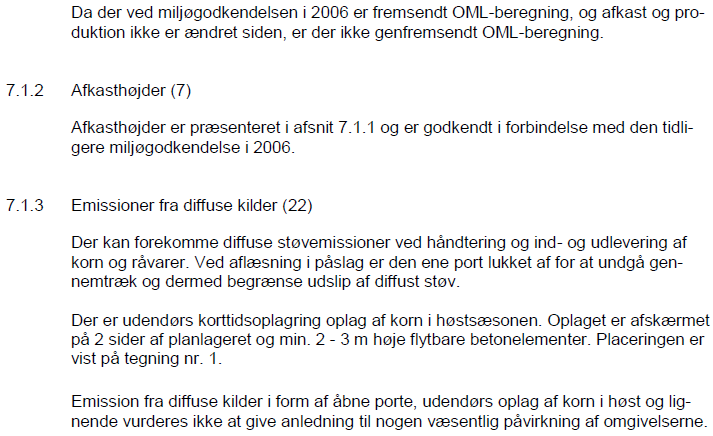 Da der ved miljøgodkendelsen i 2006 er fremsendt OML-beregning, og afkast og pro-
duktion ikke er ændret siden, er der ikke genfremsendt OML-beregning.
7.1.2 Afkasthøjder (7)
Afkasthøjder er præsenteret i afsnit 7.1.1 og er godkendt i forbindelse med den tidli-
gere miljøgodkendelse i 2006.
7.1.3 Emissioner fra diffuse kilder (22)
Der kan forekomme diffuse støvemissioner ved håndtering og ind- og udlevering af
korn og råvarer. Ved aflæsning i påslag er den ene port lukket af for at undgå gen-
nemtræk og dermed begrænse udslip af diffust støv.
Der er udendørs korttidsoplagring oplag af korn i høstsæsonen. Oplaget er afskærmet
på 2 sider af planlageret og min. 2 - 3 m høje flytbare betonelementer. Placeringen er
vist på tegning nr. 1.
Emission fra diffuse kilder i form af åbne porte, udendørs oplag af korn i høst og lig-
nende vurderes ikke at give anledning til nogen væsentlig påvirkning af omgivelserne.